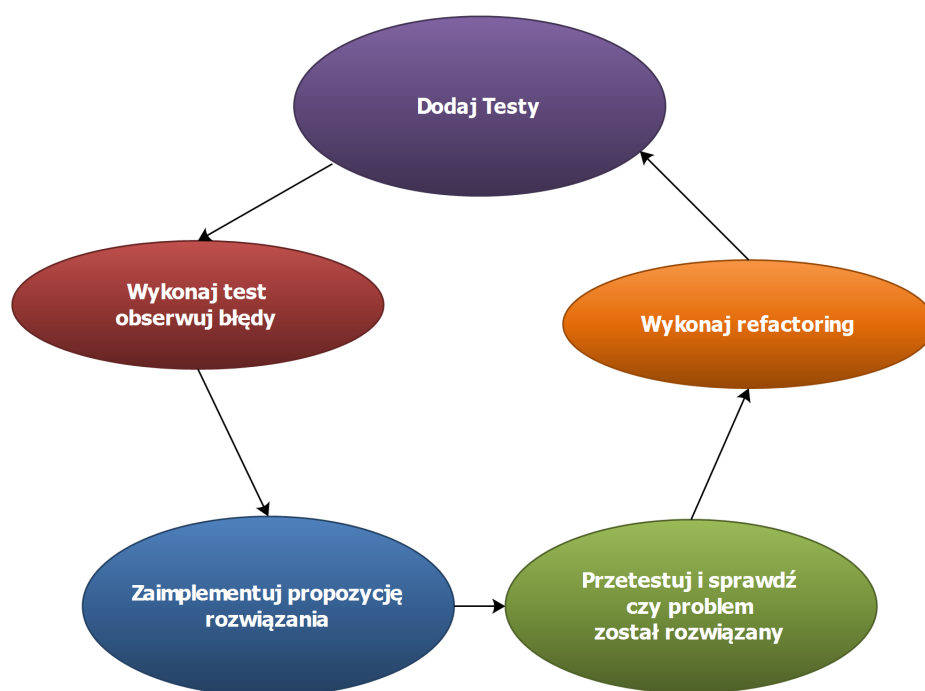 Dodaj Testy
Wykonaj test
obserwuj błędy
Wykonaj refactoring
Zaimplementuj propozycję
rozwiązania
Przetestuj i sprawdź
czy problem
został rozwiązany